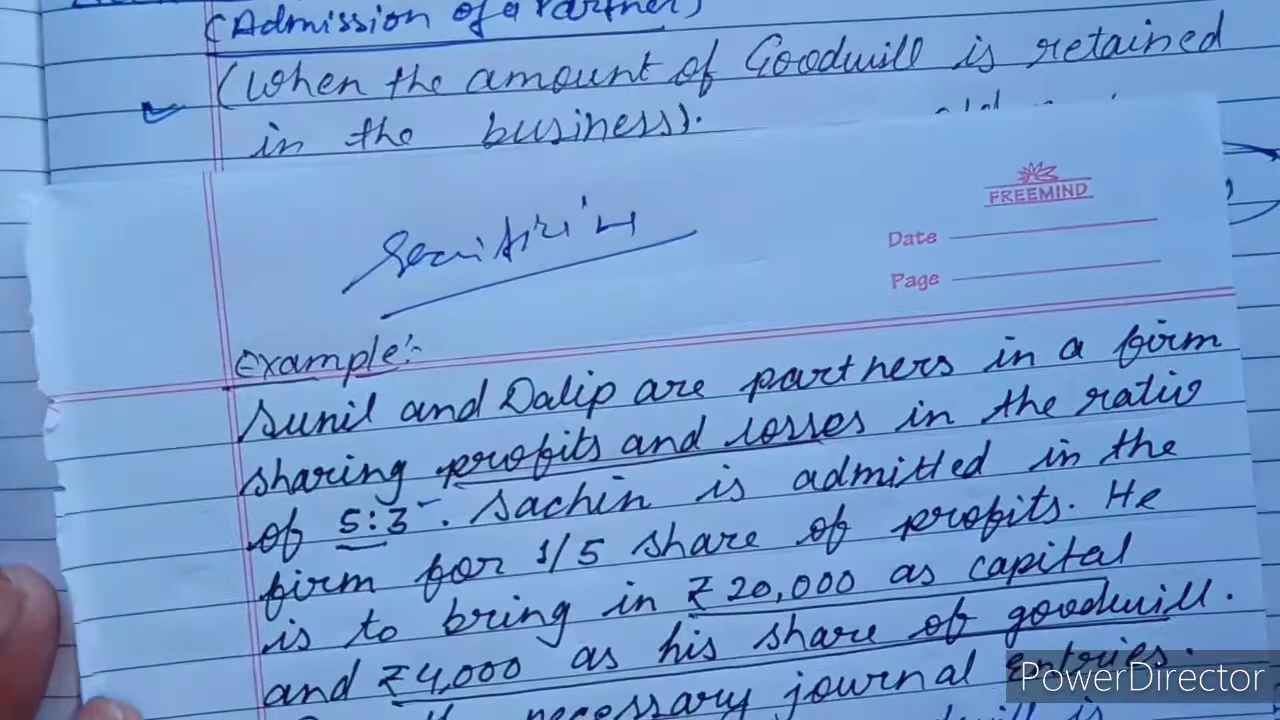 (Admission of a Partner)
(When the amount of Goodwill is retained
in the business).
FREEMIND
Date
Page
Example:-
Sunil and Dalip are partners in a firm
sharing profits and losses in the ratio
of 5:3. Sachin is admitted in the
firm for 1/5 share of profits. He
is to bring in ₹20,000 as capital
and ₹4,000 as his share of goodwill.
necessary journal entries.
is
PowerDirector